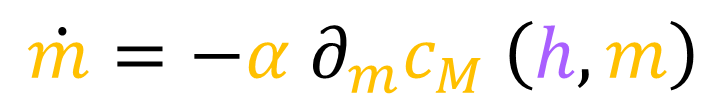 ṁ = −α ∂ₘc_M (h, m)